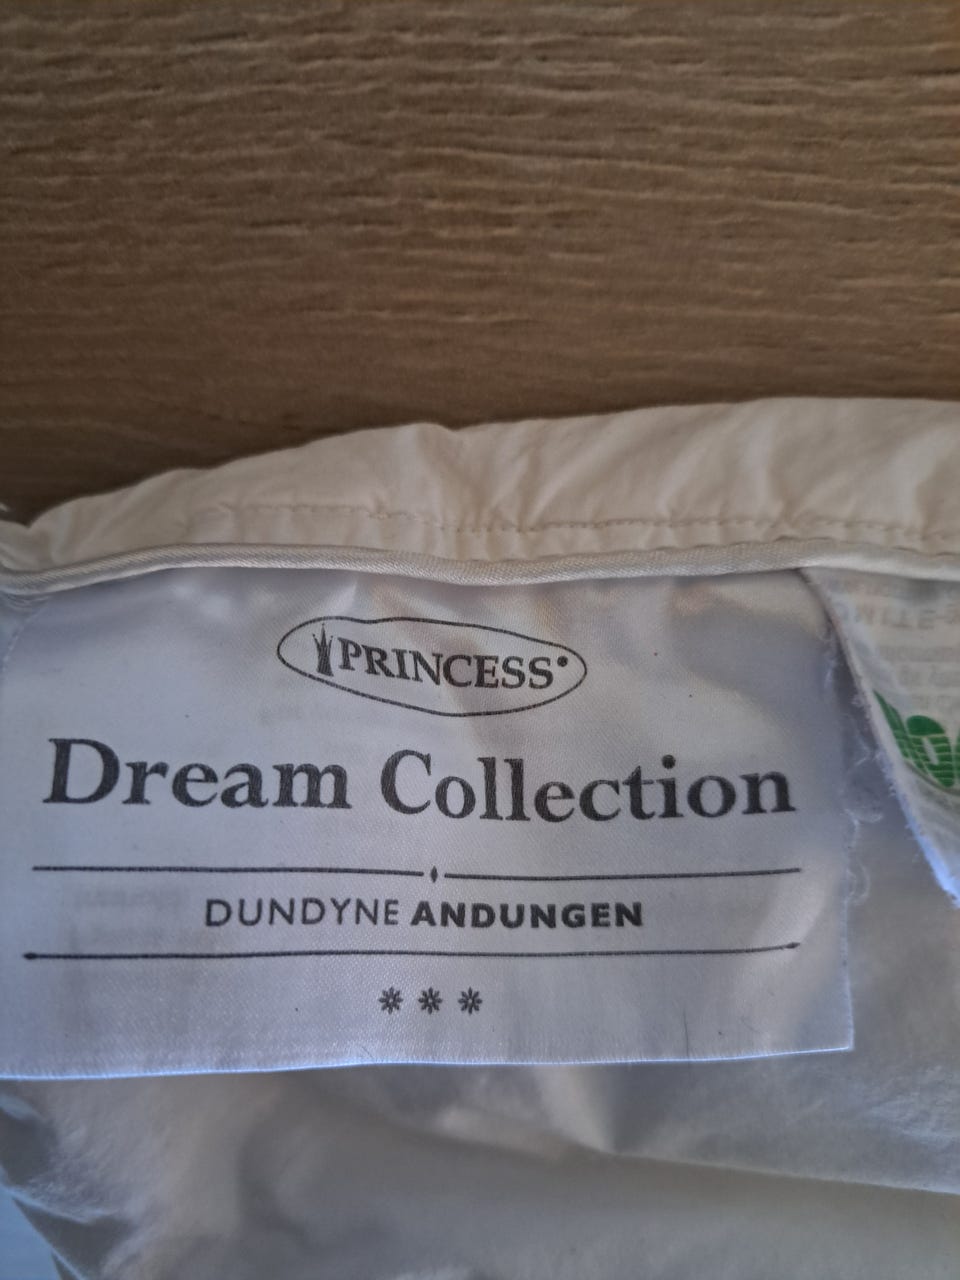 PRINCESS
Dream Collection
DUNDYNE ANDUNGEN